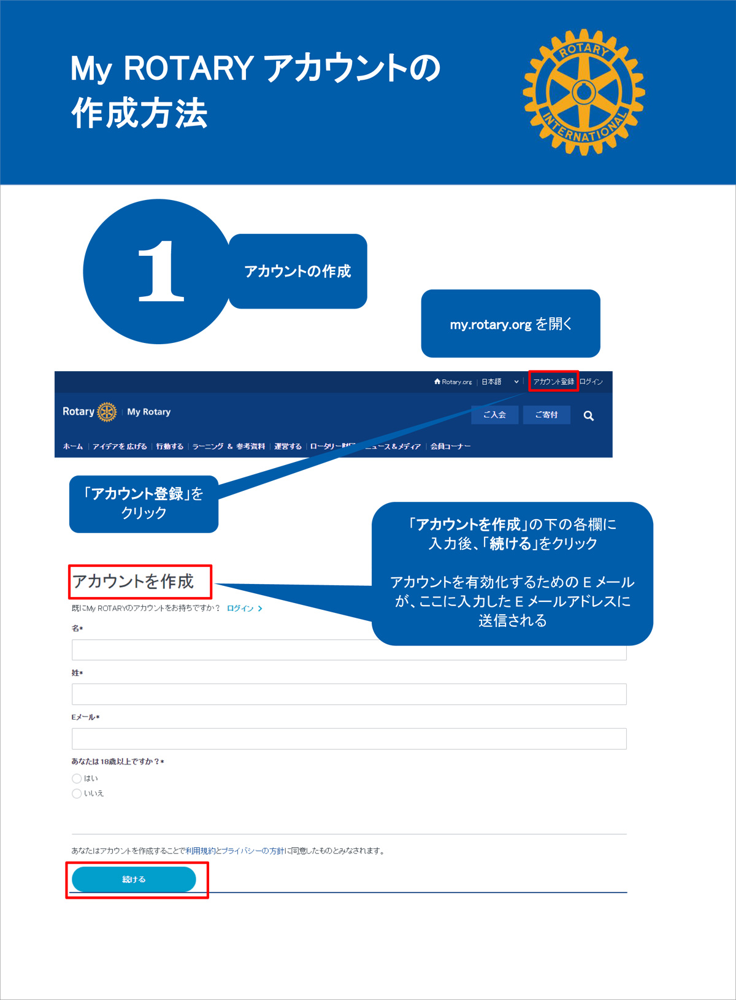 My ROTARY アカウントの
作成方法
ROTARY
INTERNATIONAL
1
アカウントの作成
my.rotary.org を開く
Rotary.org | 日本語 | アカウント登録 ログイン
Rotary | My Rotary
ご入会 ご寄付
ホーム | アイデアを広げる | 行動する | ラーニング & 参考資料 | 運営する | ロータリー財団 ニュース&メディア | 会員コーナー
「アカウント登録」を
クリック
「アカウントを作成」の下の各欄に
入力後、「続ける」をクリック
アカウントを有効化するための E メール
が、ここに入力した E メールアドレスに
送信される
アカウントを作成
既にMy ROTARYのアカウントをお持ちですか？ ログイン
名*
姓*
Eメール*
あなたは18歳以上ですか？*
はい
いいえ
あなたはアカウントを作成することで利用規約とプライバシーの方針に同意したものとみなされます。
続ける